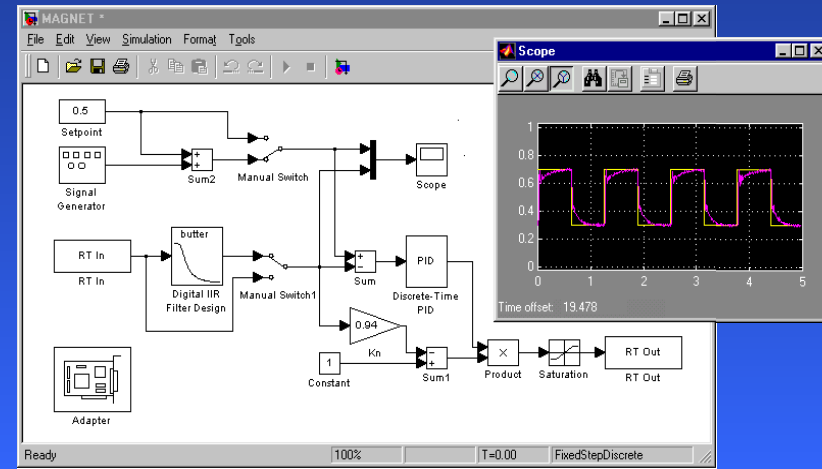 MAGNET *
File Edit View Simulation Format Tools
0.5
Setpoint
Signal
Generator
+
+
Sum2
Manual Switch
Scope
RT In
RT In
butter
Digital IIR
Filter Design
Manual Switch1
+
−
Sum
PID
Discrete-Time
PID
0.94
Kn
1
Constant
−
+
Sum1
×
Product
Saturation
RT Out
RT Out
Adapter
Ready
100%
T=0.00
FixedStepDiscrete
Scope
1
0.8
0.6
0.4
0.2
0
0 1 2 3 4 5
Time offset: 19.478